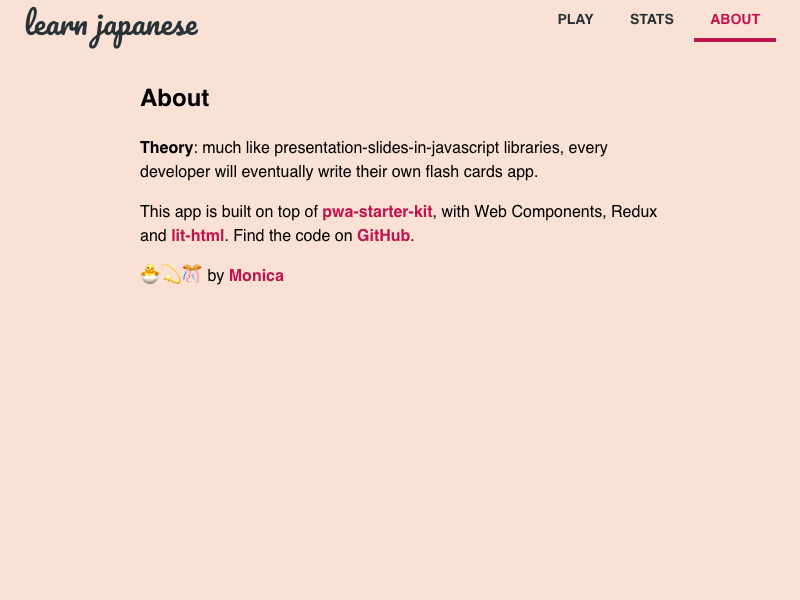 learn japanese
PLAY STATS ABOUT
About
Theory: much like presentation-slides-in-javascript libraries, every
developer will eventually write their own flash cards app.
This app is built on top of pwa-starter-kit, with Web Components, Redux
and lit-html. Find the code on GitHub.
🐣💫🎊 by Monica